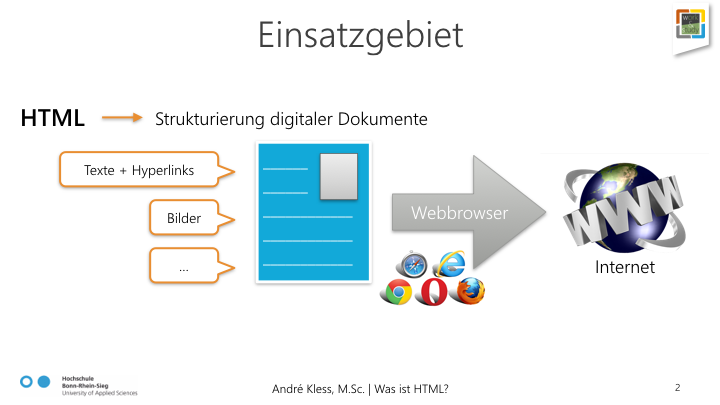 Einsatzgebiet
work
study
HTML
Strukturierung digitaler Dokumente
Texte + Hyperlinks
Bilder
...
Webbrowser
WWW
Internet
Hochschule
Bonn-Rhein-Sieg
University of Applied Sciences
André Kless, M.Sc. | Was ist HTML?
2